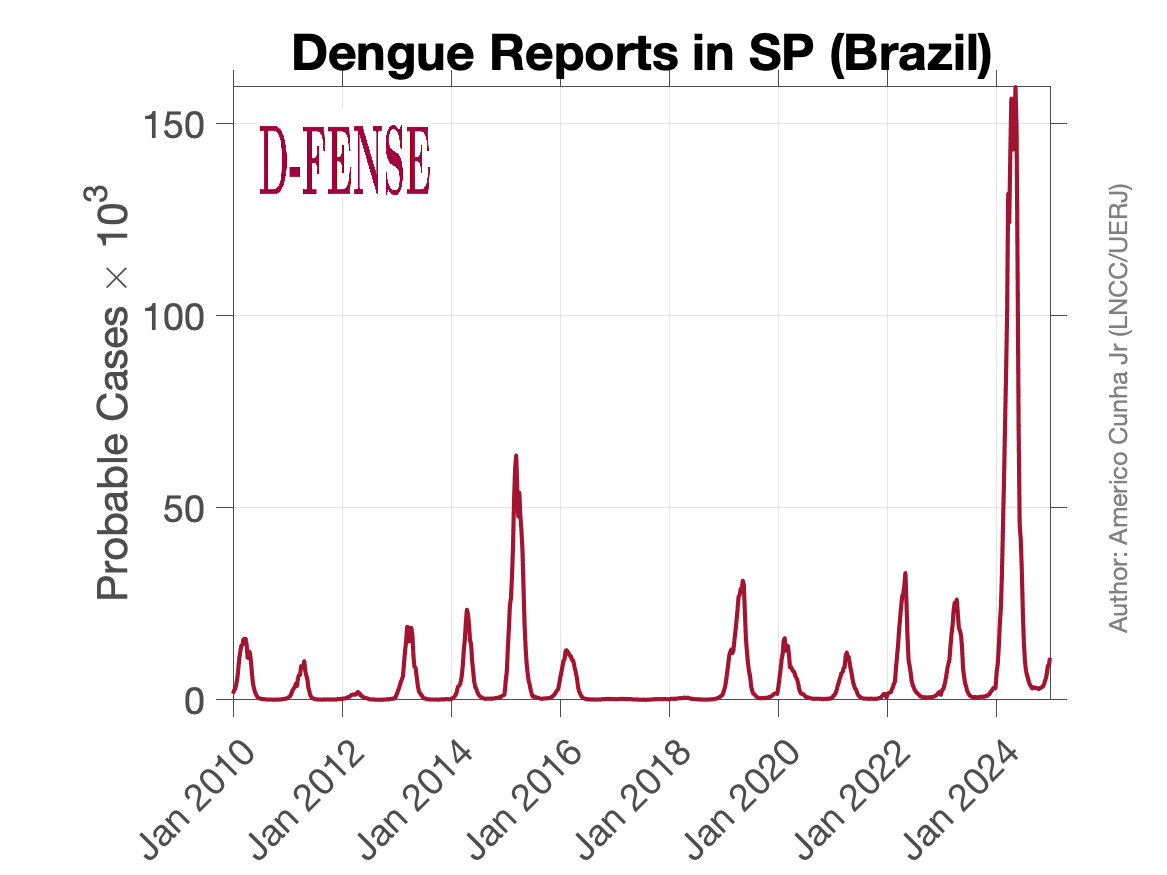 Dengue Reports in SP (Brazil)
D-FENSE
Probable Cases × 10³
150
100
50
0
Jan 2010
Jan 2012
Jan 2014
Jan 2016
Jan 2018
Jan 2020
Jan 2022
Jan 2024
Author: Americo Cunha Jr (LNCC/UERJ)